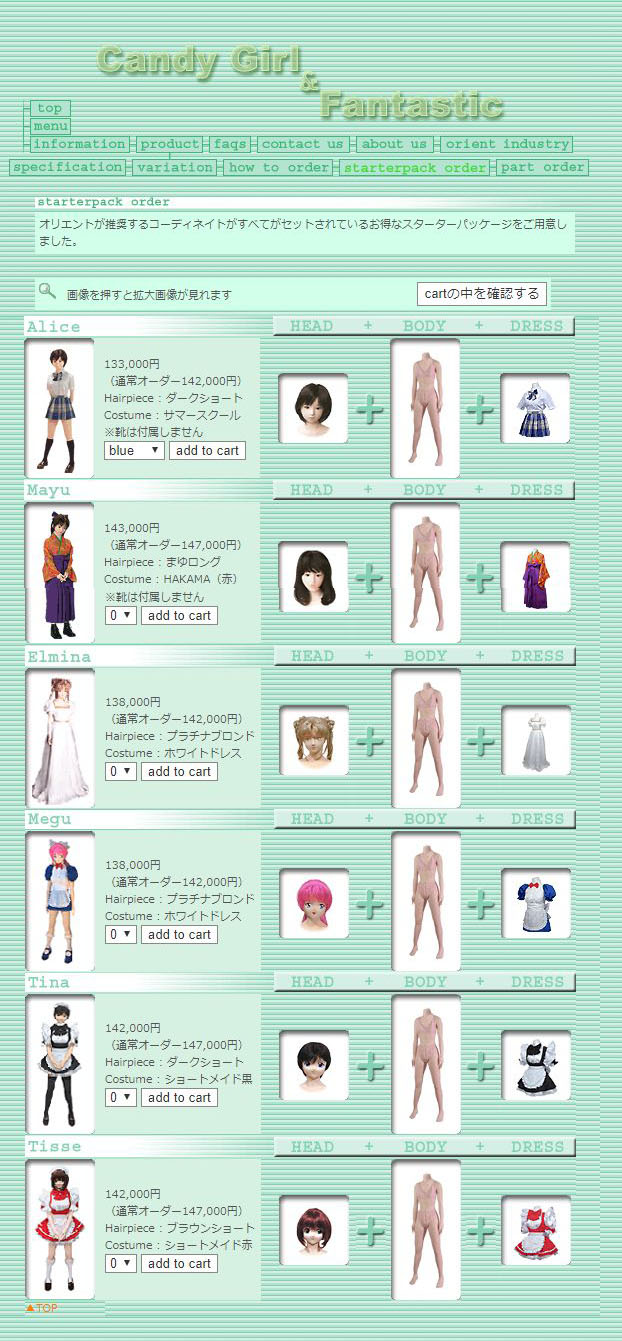 Candy Girl
&
Fantastic
top
menu
information product faqs contact us about us orient industry
specification variation how to order starterpack order part order
starterpack order
オリエントが推奨するコーディネイトがすべてがセットされているお得なスターターパッケージをご用意し
ました。
画像を押すと拡大画像が見れます cartの中を確認する
Alice HEAD + BODY + DRESS
133,000円
（通常オーダー142,000円）
Hairpiece：ダークショート
Costume：サマースクール
※靴は付属しません
blue add to cart
Mayu HEAD + BODY + DRESS
143,000円
（通常オーダー147,000円）
Hairpiece：まゆロング
Costume：HAKAMA（赤）
※靴は付属しません
0 add to cart
Elmina HEAD + BODY + DRESS
138,000円
（通常オーダー142,000円）
Hairpiece：プラチナブロンド
Costume：ホワイトドレス
0 add to cart
Megu HEAD + BODY + DRESS
138,000円
（通常オーダー142,000円）
Hairpiece：プラチナブロンド
Costume：ホワイトドレス
0 add to cart
Tina HEAD + BODY + DRESS
142,000円
（通常オーダー147,000円）
Hairpiece：ダークショート
Costume：ショートメイド黒
0 add to cart
Tisse HEAD + BODY + DRESS
142,000円
（通常オーダー147,000円）
Hairpiece：ブラウンショート
Costume：ショートメイド赤
0 add to cart
▲TOP